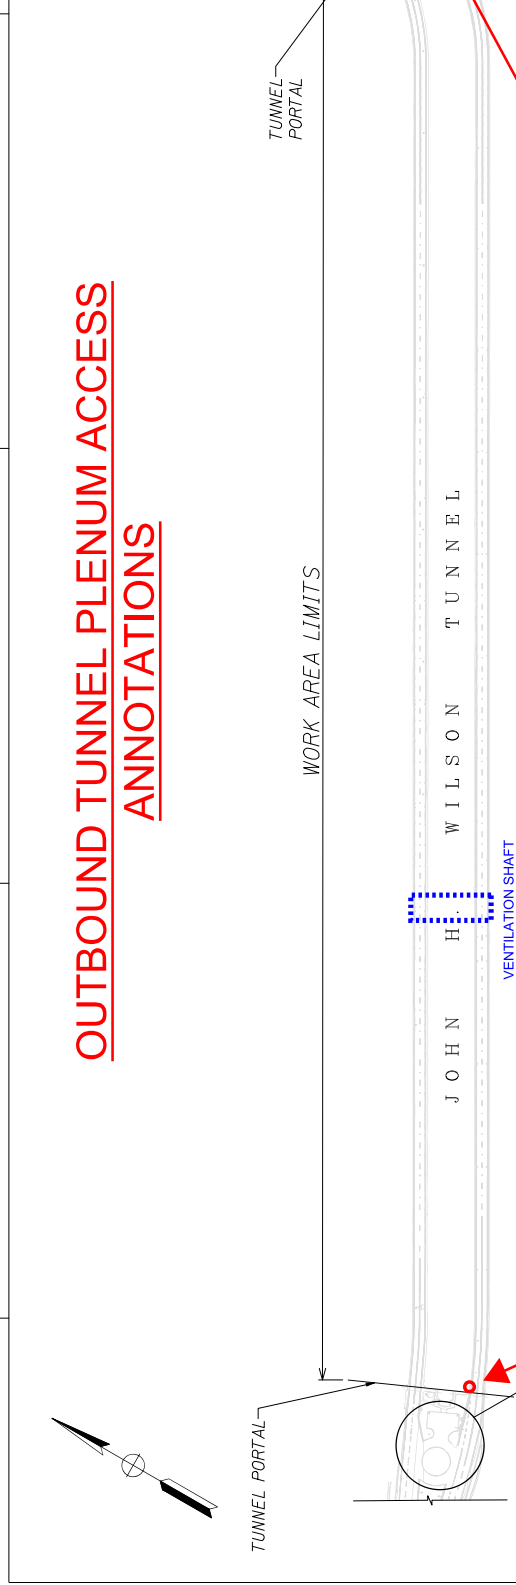 OUTBOUND TUNNEL PLENUM ACCESS
ANNOTATIONS
TUNNEL
PORTAL
WORK AREA LIMITS
JOHN H. WILSON TUNNEL
VENTILATION SHAFT
TUNNEL PORTAL